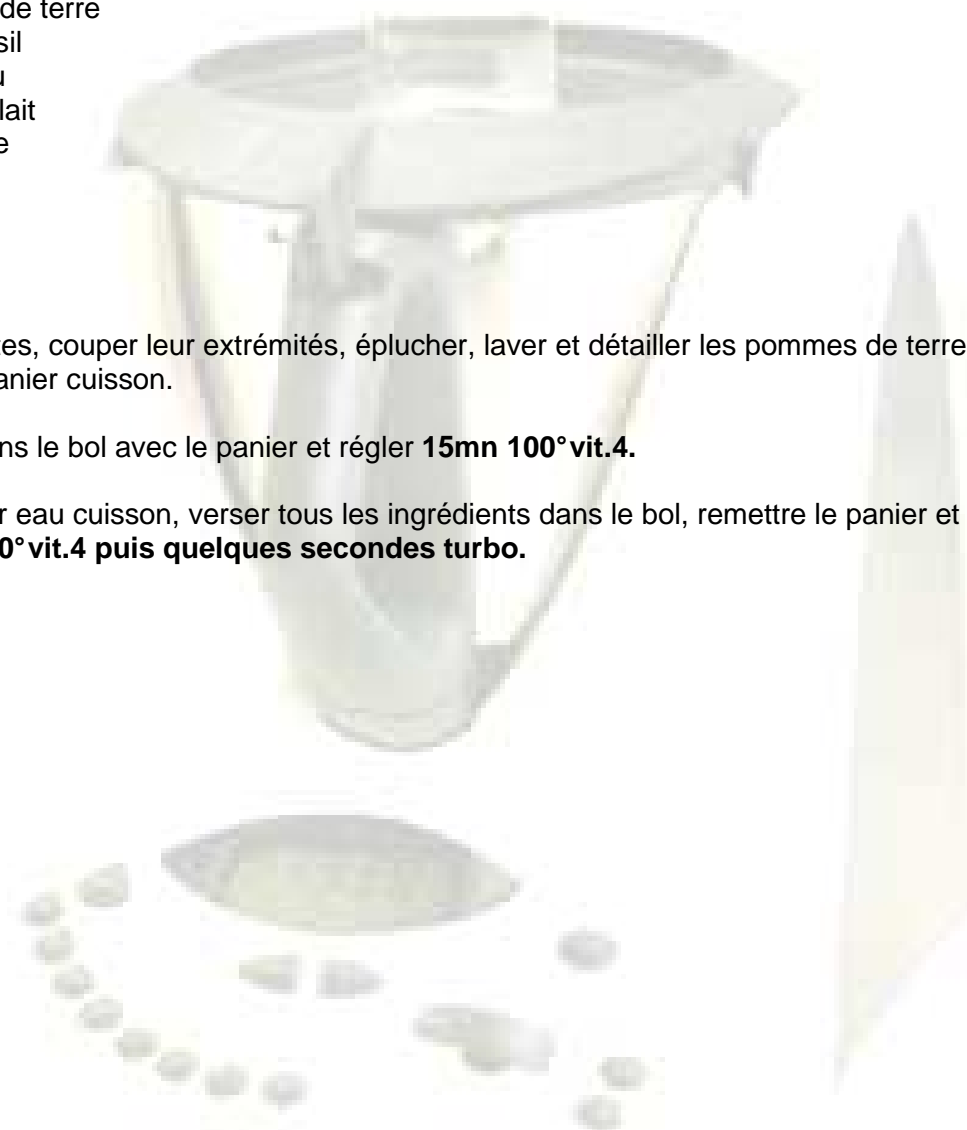 de terre
sil
u
lait
e
tes, couper leur extrémités, éplucher, laver et détailler les pommes de terre
anier cuisson.
ns le bol avec le panier et régler 15mn 100°vit.4.
r eau cuisson, verser tous les ingrédients dans le bol, remettre le panier et
0°vit.4 puis quelques secondes turbo.